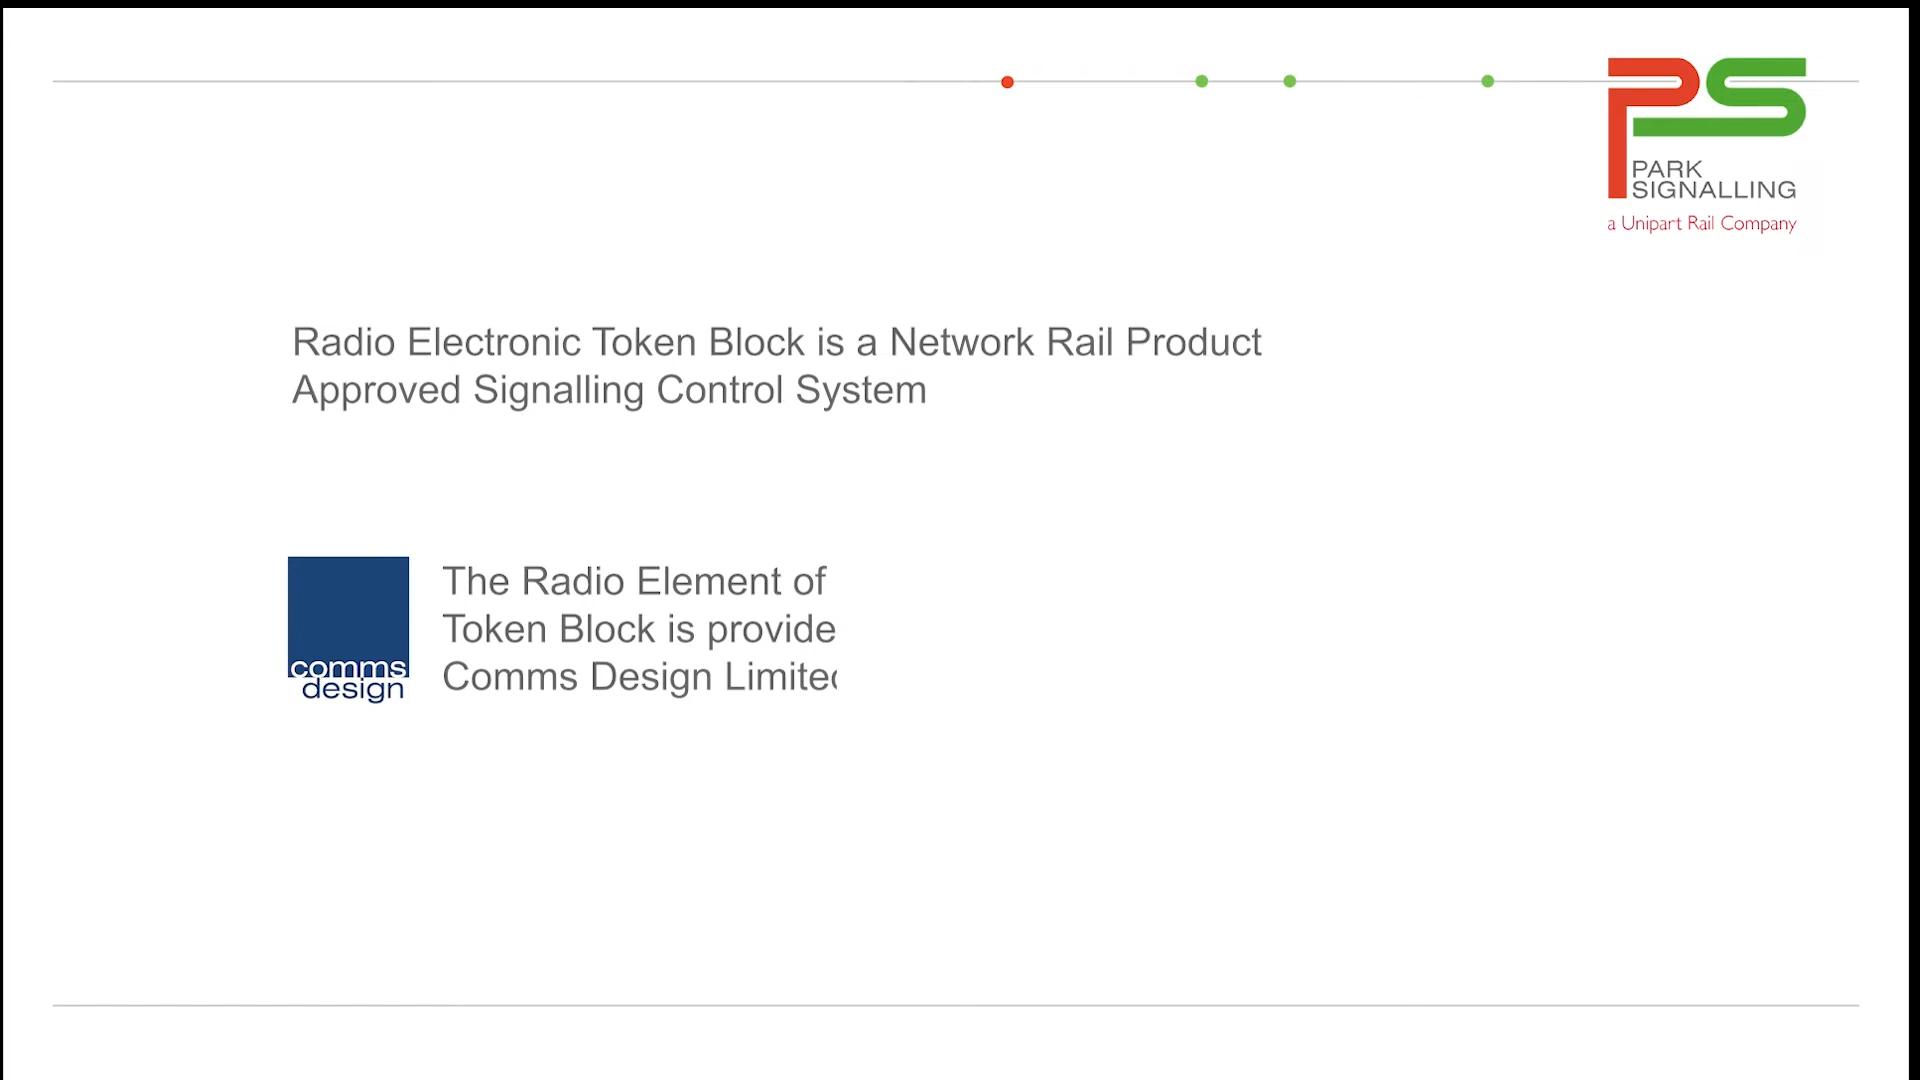 PARK
SIGNALLING
a Unipart Rail Company
Radio Electronic Token Block is a Network Rail Product
Approved Signalling Control System
comms
design
The Radio Element of
Token Block is provide
Comms Design Limited